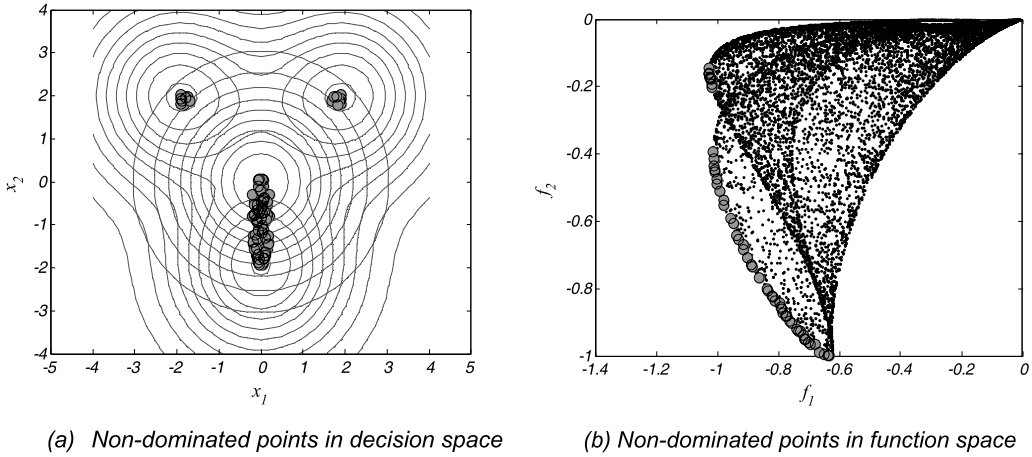 4
3
2
1
0
-1
-2
-3
-4
x2
-5 -4 -3 -2 -1 0 1 2 3 4 5
x1
0
-0.2
-0.4
-0.6
-0.8
-1
f2
-1.4 -1.2 -1 -0.8 -0.6 -0.4 -0.2 0
f1
(a) Non-dominated points in decision space
(b) Non-dominated points in function space